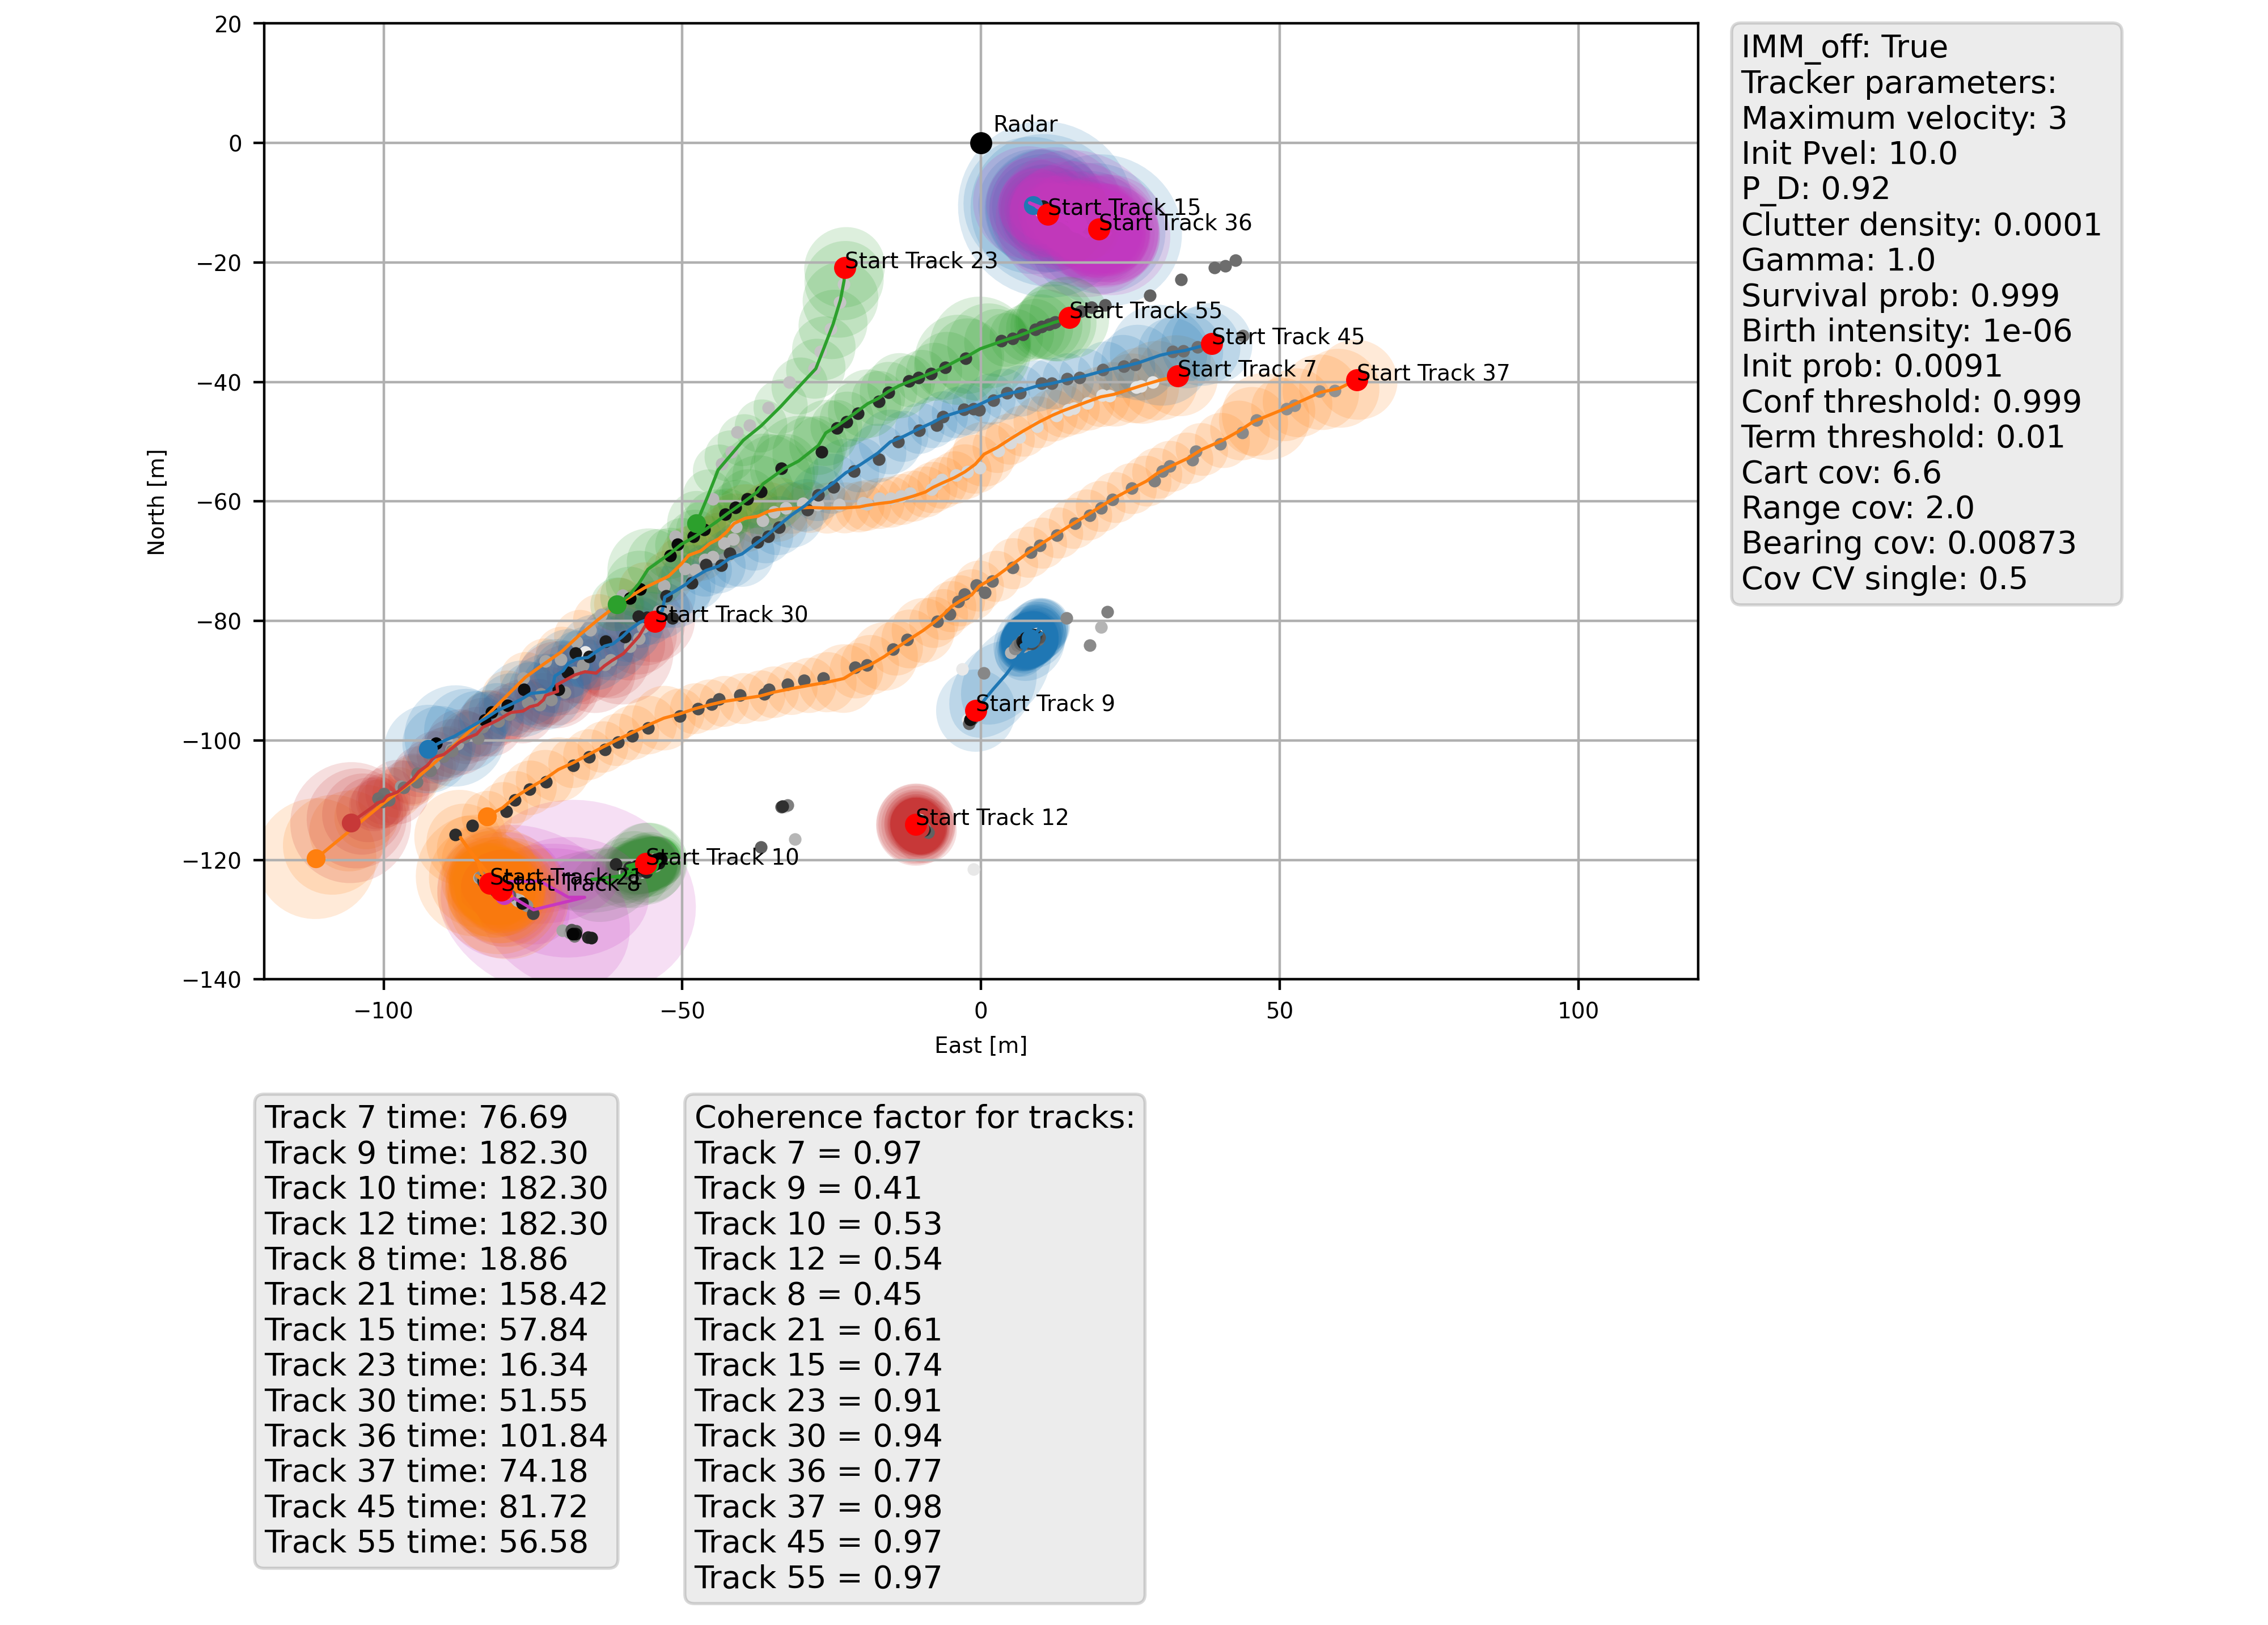 20
0
−20
−40
−60
−80
−100
−120
−140
North [m]
−100
−50
0
50
100
East [m]
Radar
Start Track 15
Start Track 36
Start Track 23
Start Track 55
Start Track 45
Start Track 7
Start Track 37
Start Track 30
Start Track 9
Start Track 12
Start Track 10
Start Track 21
Start Track 8
IMM_off: True
Tracker parameters:
Maximum velocity: 3
Init Pvel: 10.0
P_D: 0.92
Clutter density: 0.0001
Gamma: 1.0
Survival prob: 0.999
Birth intensity: 1e-06
Init prob: 0.0091
Conf threshold: 0.999
Term threshold: 0.01
Cart cov: 6.6
Range cov: 2.0
Bearing cov: 0.00873
Cov CV single: 0.5
Track 7 time: 76.69
Track 9 time: 182.30
Track 10 time: 182.30
Track 12 time: 182.30
Track 8 time: 18.86
Track 21 time: 158.42
Track 15 time: 57.84
Track 23 time: 16.34
Track 30 time: 51.55
Track 36 time: 101.84
Track 37 time: 74.18
Track 45 time: 81.72
Track 55 time: 56.58
Coherence factor for tracks:
Track 7 = 0.97
Track 9 = 0.41
Track 10 = 0.53
Track 12 = 0.54
Track 8 = 0.45
Track 21 = 0.61
Track 15 = 0.74
Track 23 = 0.91
Track 30 = 0.94
Track 36 = 0.77
Track 37 = 0.98
Track 45 = 0.97
Track 55 = 0.97